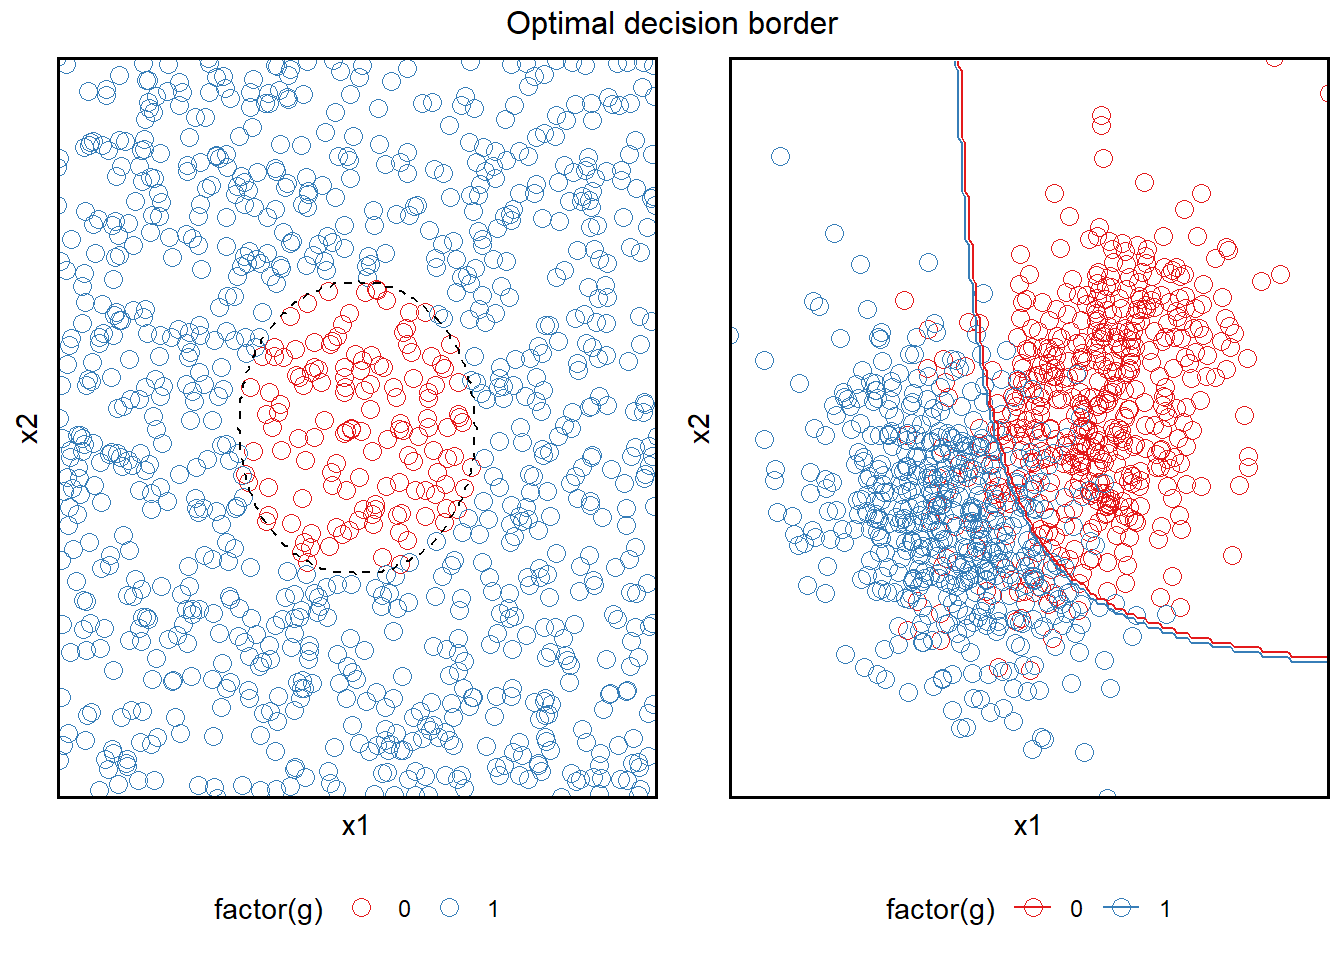 Optimal decision border
x2
x1
factor(g) 0 1
x2
x1
factor(g) 0 1